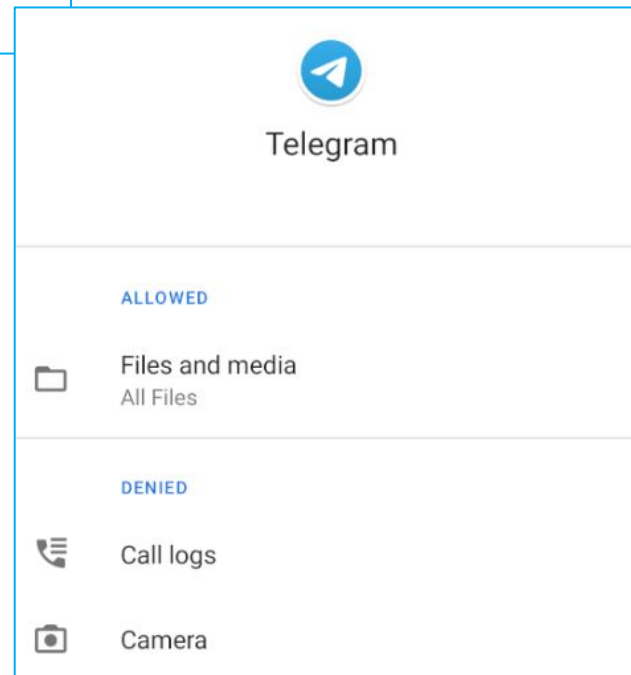 Telegram
ALLOWED
Files and media
All Files
DENIED
Call logs
Camera